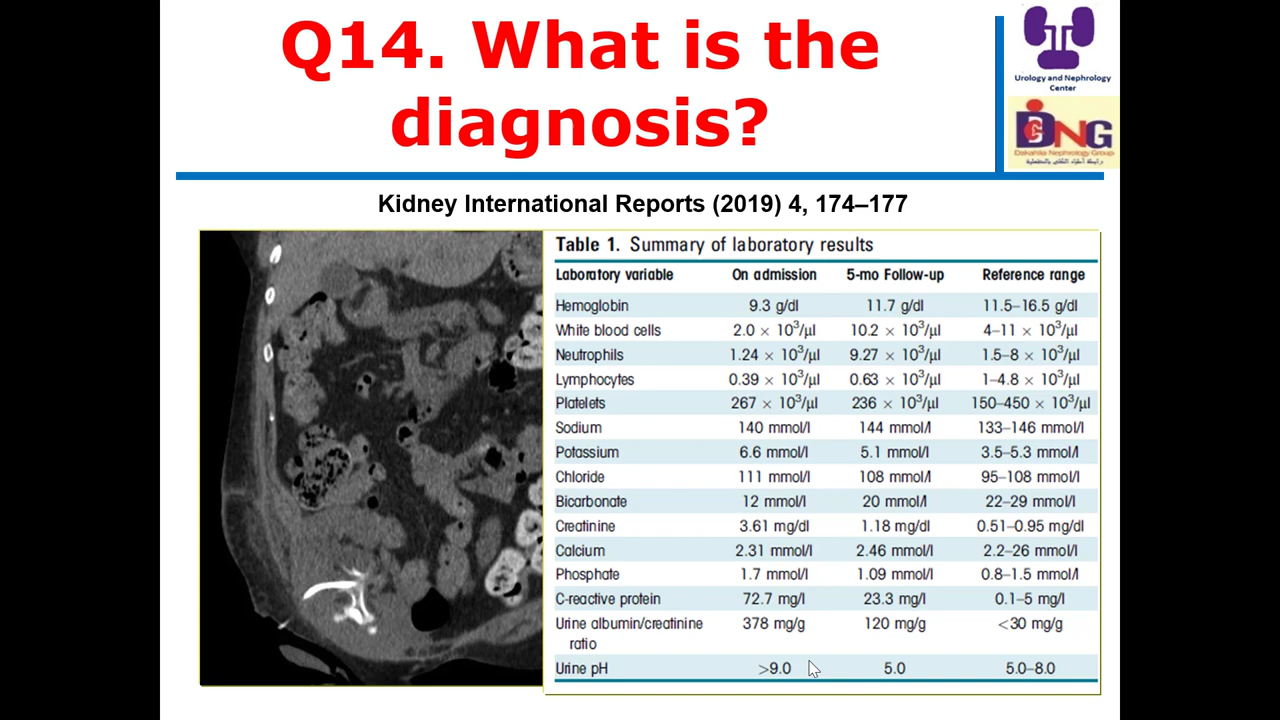 Q14. What is the
diagnosis?
Urology and Nephrology
Center
DNG
Dakahlia Nephrology Group
Kidney International Reports (2019) 4, 174–177
Table 1. Summary of laboratory results
Laboratory variable On admission 5-mo Follow-up Reference range
Hemoglobin 9.3 g/dl 11.7 g/dl 11.5–16.5 g/dl
White blood cells 2.0 × 10³/µl 10.2 × 10³/µl 4–11 × 10³/µl
Neutrophils 1.24 × 10³/µl 9.27 × 10³/µl 1.5–8 × 10³/µl
Lymphocytes 0.39 × 10³/µl 0.63 × 10³/µl 1–4.8 × 10³/µl
Platelets 267 × 10³/µl 236 × 10³/µl 150–450 × 10³/µl
Sodium 140 mmol/l 144 mmol/l 133–146 mmol/l
Potassium 6.6 mmol/l 5.1 mmol/l 3.5–5.3 mmol/l
Chloride 111 mmol/l 108 mmol/l 95–108 mmol/l
Bicarbonate 12 mmol/l 20 mmol/l 22–29 mmol/l
Creatinine 3.61 mg/dl 1.18 mg/dl 0.51–0.95 mg/dl
Calcium 2.31 mmol/l 2.46 mmol/l 2.2–26 mmol/l
Phosphate 1.7 mmol/l 1.09 mmol/l 0.8–1.5 mmol/l
C-reactive protein 72.7 mg/l 23.3 mg/l 0.1–5 mg/l
Urine albumin/creatinine 378 mg/g 120 mg/g <30 mg/g
ratio
Urine pH >9.0 5.0 5.0–8.0